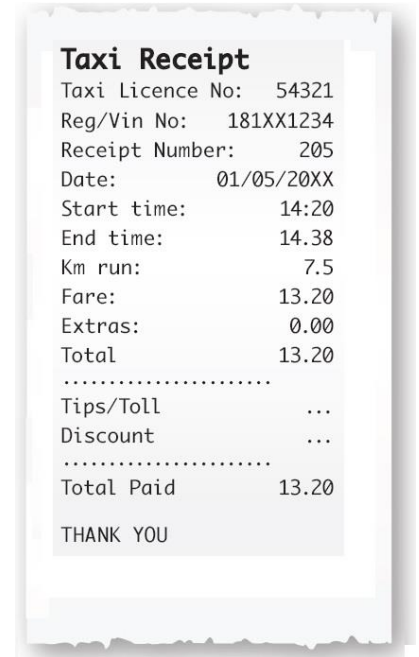 Taxi Receipt
Taxi Licence No: 54321
Reg/Vin No: 181XX1234
Receipt Number: 205
Date: 01/05/20XX
Start time: 14:20
End time: 14.38
Km run: 7.5
Fare: 13.20
Extras: 0.00
Total 13.20
.......................
Tips/Toll ...
Discount ...
.......................
Total Paid 13.20
THANK YOU